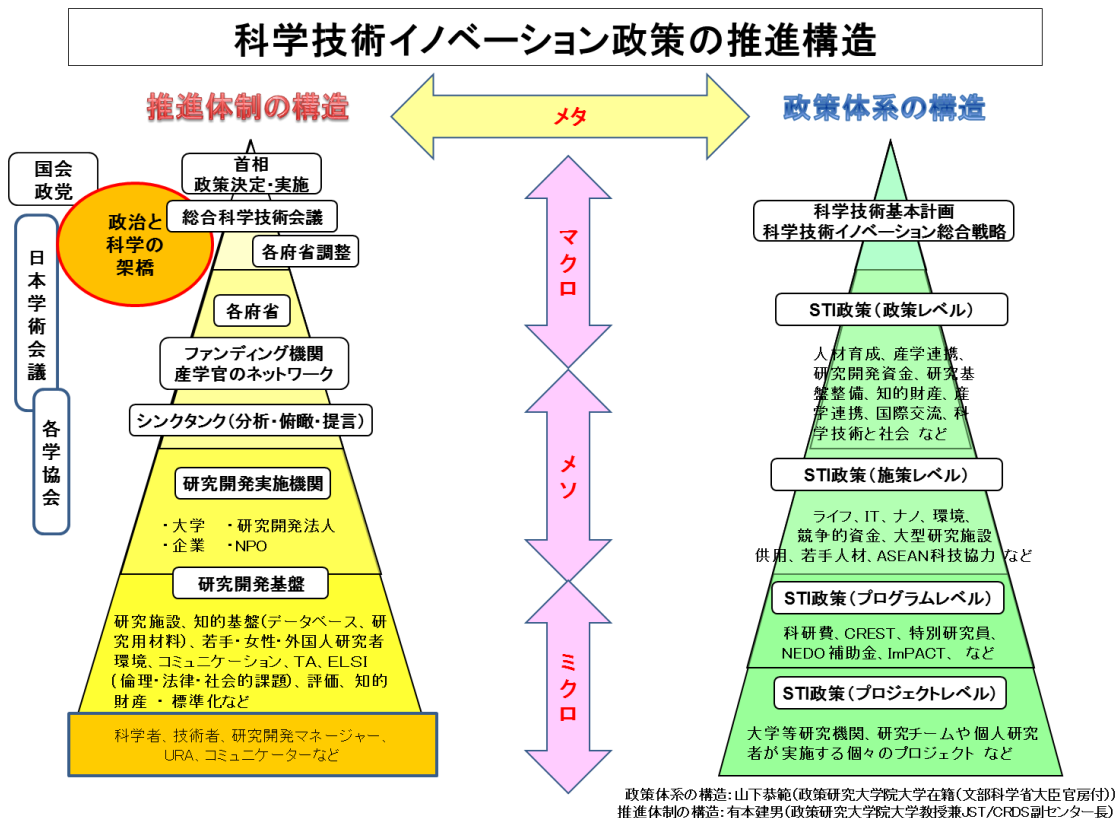 科学技術イノベーション政策の推進構造
推進体制の構造
メタ
政策体系の構造
国会
政党
首相
政策決定・実施
政治と
科学の
架橋
総合科学技術会議
各府省調整
日本学術会議
各府省
ファンディング機関
産学官のネットワーク
シンクタンク(分析・俯瞰・提言)
各学協会
研究開発実施機関
・大学 ・研究開発法人
・企業 ・NPO
研究開発基盤
研究施設、知的基盤(データベース、研
究用材料)、若手・女性・外国人研究者
環境、コミュニケーション、TA、ELSI
(倫理・法律・社会的課題)、評価、知的
財産 ・ 標準化など
科学者、技術者、研究開発マネージャー、
URA、コミュニケーターなど
マクロ
メソ
ミクロ
科学技術基本計画
科学技術イノベーション総合戦略
STI政策(政策レベル)
人材育成、産学連携、
研究開発資金、研究基
盤整備、知的財産、産
学連携、国際交流、科
学技術と社会 など
STI政策(施策レベル)
ライフ、IT、ナノ、環境、
競争的資金、大型研究施設
供用、若手人材、ASEAN科技協力 など
STI政策(プログラムレベル)
科研費、CREST、特別研究員、
NEDO補助金、ImPACT、 など
STI政策(プロジェクトレベル)
大学等研究機関、研究チームや個人研究
者が実施する個々のプロジェクト など
政策体系の構造:山下恭範(政策研究大学院大学在籍(文部科学省大臣官房付))
推進体制の構造:有本建男(政策研究大学院大学教授兼JST/CRDS副センター長)